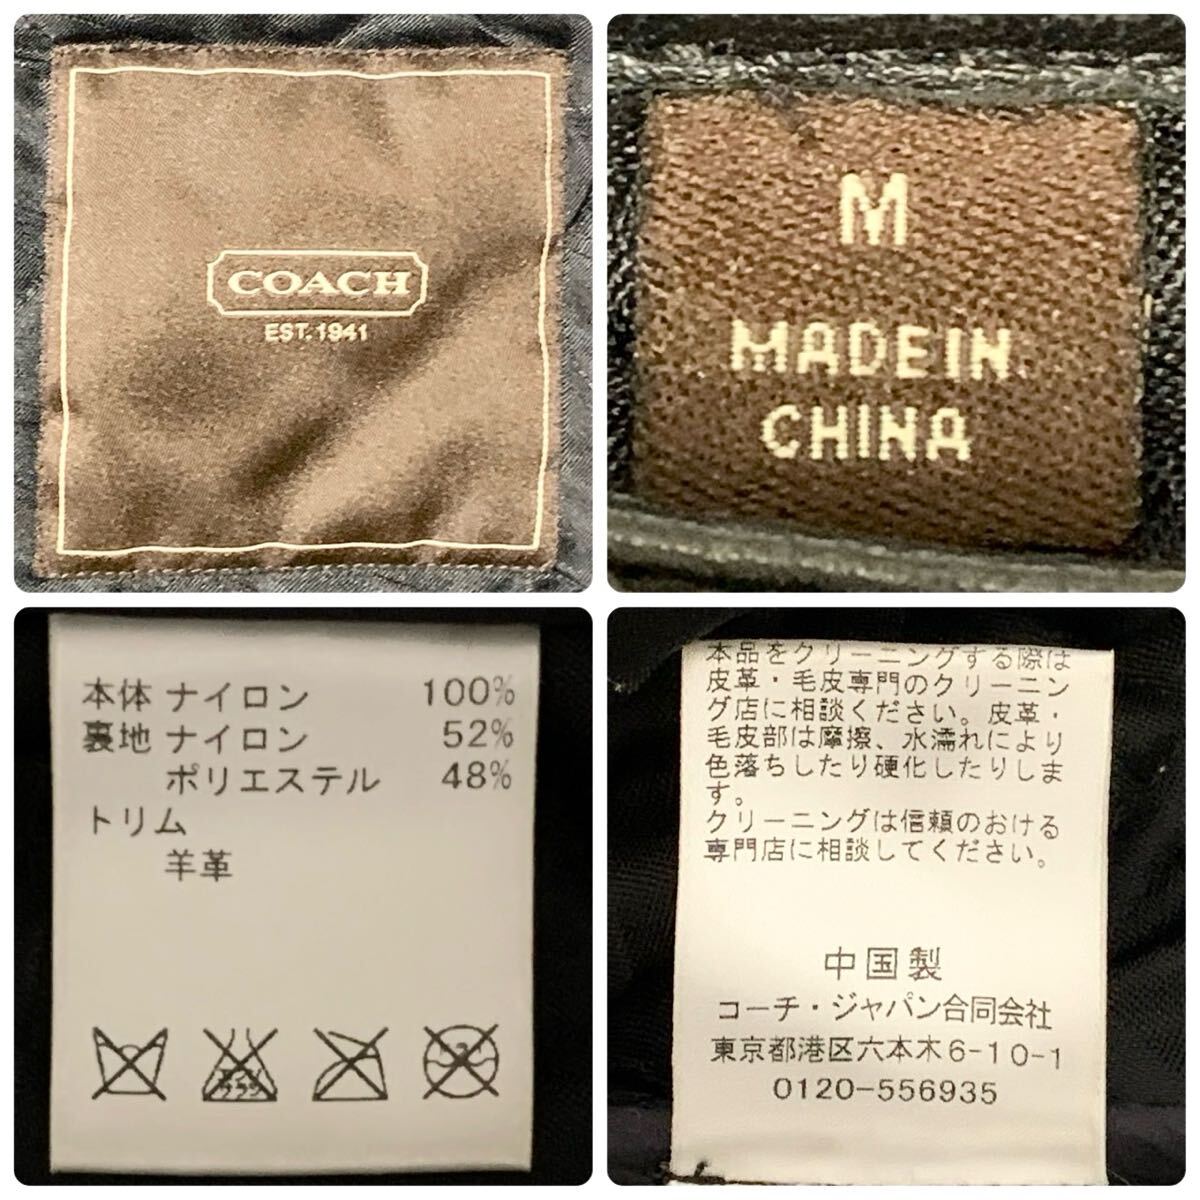 COACH
EST. 1941
M
MADE IN
CHINA
本体 ナイロン 100%
裏地 ナイロン 52%
ポリエステル 48%
トリム
羊革
本品をクリーニングする際は
皮革・毛皮専門のクリーニン
グ店に相談ください。皮革・
毛皮部は摩擦、水濡れにより
色落ちしたり硬化したりしま
す。
クリーニングは信頼のおける
専門店に相談してください。
中国製
コーチ・ジャパン合同会社
東京都港区六本木6-10-1
0120-556935